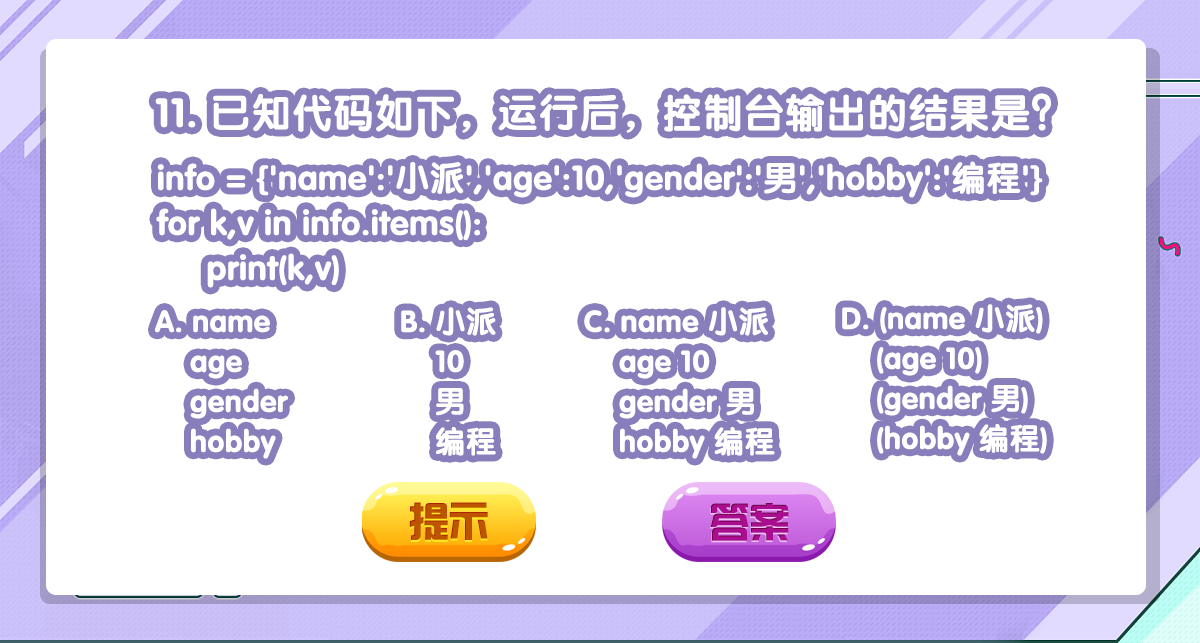 11. 已知代码如下，运行后，控制台输出的结果是？
info = {'name':'小派','age':10,'gender':'男','hobby':'编程'}
for k,v in info.items():
print(k,v)
A. name
age
gender
hobby
B. 小派
10
男
编程
C. name 小派
age 10
gender 男
hobby 编程
D. (name 小派)
(age 10)
(gender 男)
(hobby 编程)
提示
答案